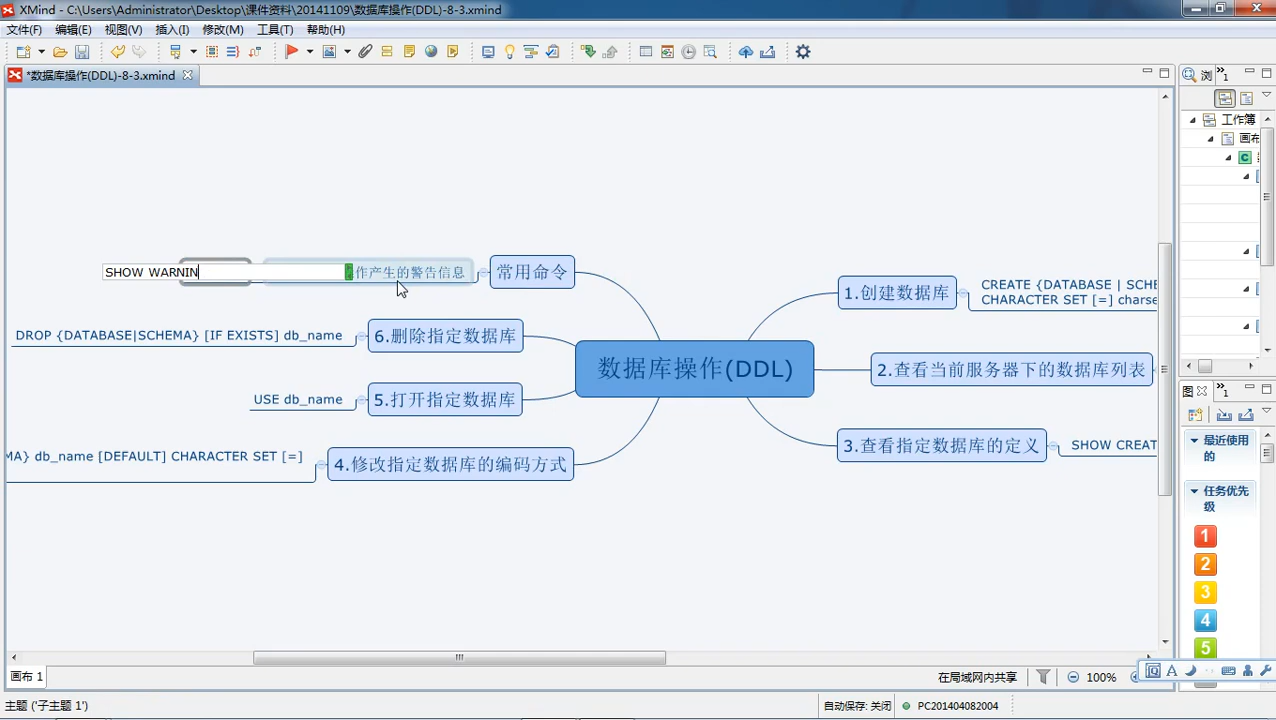 XMind - C:\Users\Administrator\Desktop\课件资料\20141109\数据库操作(DDL)-8-3.xmind
文件(F) 编辑(E) 视图(V) 插入(I) 修改(M) 工具(T) 帮助(H)
*数据库操作(DDL)-8-3.xmind
浏 »1
工作簿
画布
SHOW WARNIN
作产生的警告信息
常用命令
DROP {DATABASE|SCHEMA} [IF EXISTS] db_name
6.删除指定数据库
USE db_name
5.打开指定数据库
MA} db_name [DEFAULT] CHARACTER SET [=]
4.修改指定数据库的编码方式
数据库操作(DDL)
1.创建数据库
CREATE {DATABASE | SCHE
CHARACTER SET [=] charse
2.查看当前服务器下的数据库列表
3.查看指定数据库的定义
SHOW CREAT
图 »1
最近使用
的
任务优先
级
1
2
3
4
5
画布 1
在局域网内共享
100%
主题 ('子主题 1')
自动保存: 关闭
PC201404082004